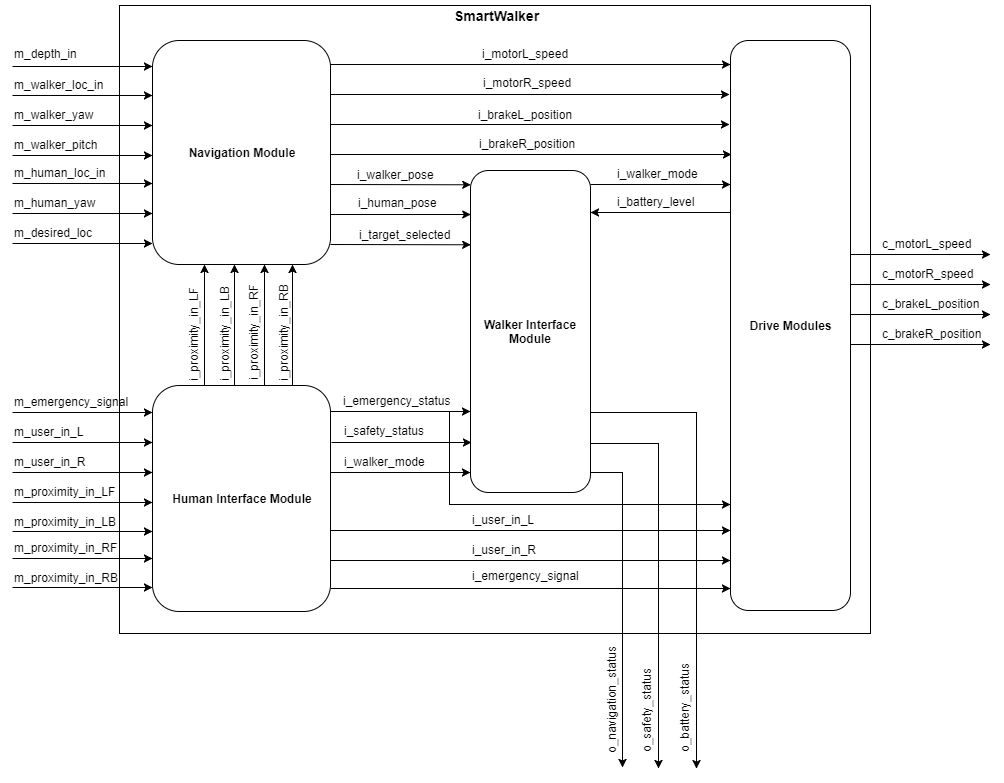 SmartWalker
m_depth_in
m_walker_loc_in
m_walker_yaw
m_walker_pitch
m_human_loc_in
m_human_yaw
m_desired_loc
Navigation Module
i_motorL_speed
i_motorR_speed
i_brakeL_position
i_brakeR_position
i_walker_pose
i_human_pose
i_target_selected
i_walker_mode
i_battery_level
i_proximity_in_LF
i_proximity_in_LB
i_proximity_in_RF
i_proximity_in_RB
Walker Interface
Module
Drive Modules
c_motorL_speed
c_motorR_speed
c_brakeL_position
c_brakeR_position
m_emergency_signal
m_user_in_L
m_user_in_R
m_proximity_in_LF
m_proximity_in_LB
m_proximity_in_RF
m_proximity_in_RB
Human Interface Module
i_emergency_status
i_safety_status
i_walker_mode
i_user_in_L
i_user_in_R
i_emergency_signal
o_navigation_status
o_safety_status
o_battery_status